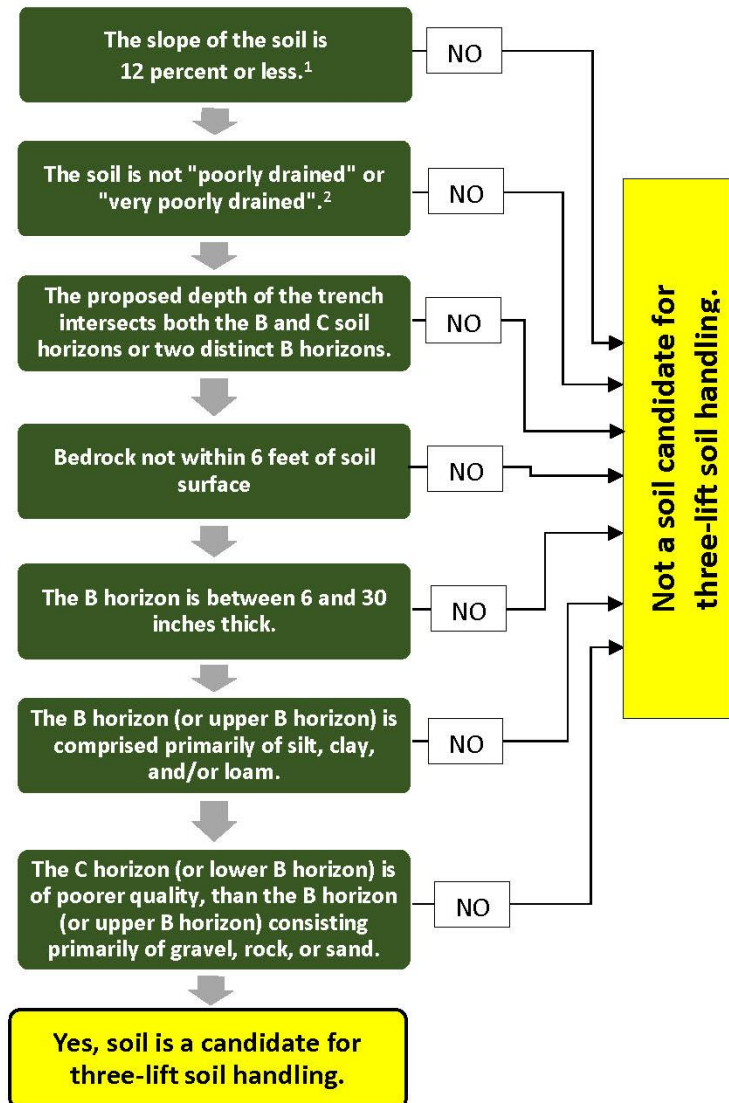 The slope of the soil is
12 percent or less.¹
NO
The soil is not "poorly drained" or
"very poorly drained".²
NO
The proposed depth of the trench
intersects both the B and C soil
horizons or two distinct B horizons.
NO
Bedrock not within 6 feet of soil
surface
NO
The B horizon is between 6 and 30
inches thick.
NO
The B horizon (or upper B horizon) is
comprised primarily of silt, clay,
and/or loam.
NO
The C horizon (or lower B horizon) is
of poorer quality, than the B horizon
(or upper B horizon) consisting
primarily of gravel, rock, or sand.
NO
Yes, soil is a candidate for
three-lift soil handling.
Not a soil candidate for
three-lift soil handling.